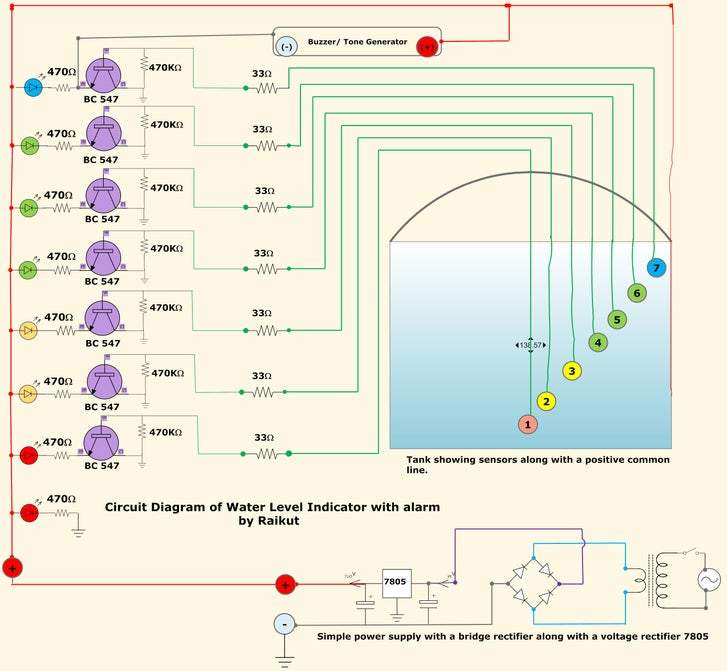 Buzzer/ Tone Generator
(-)
(+)
470Ω
470KΩ
33Ω
BC 547
470Ω
470KΩ
33Ω
BC 547
470Ω
470KΩ
33Ω
BC 547
470Ω
470KΩ
33Ω
BC 547
470Ω
470KΩ
33Ω
BC 547
470Ω
470KΩ
33Ω
BC 547
470Ω
470KΩ
33Ω
BC 547
470Ω
7
6
5
4
138.57
3
2
1
Tank showing sensors along with a positive common
line.
Circuit Diagram of Water Level Indicator with alarm
by Raikut
+
+
7805
+
+
-
Simple power supply with a bridge rectifier along with a voltage rectifier 7805